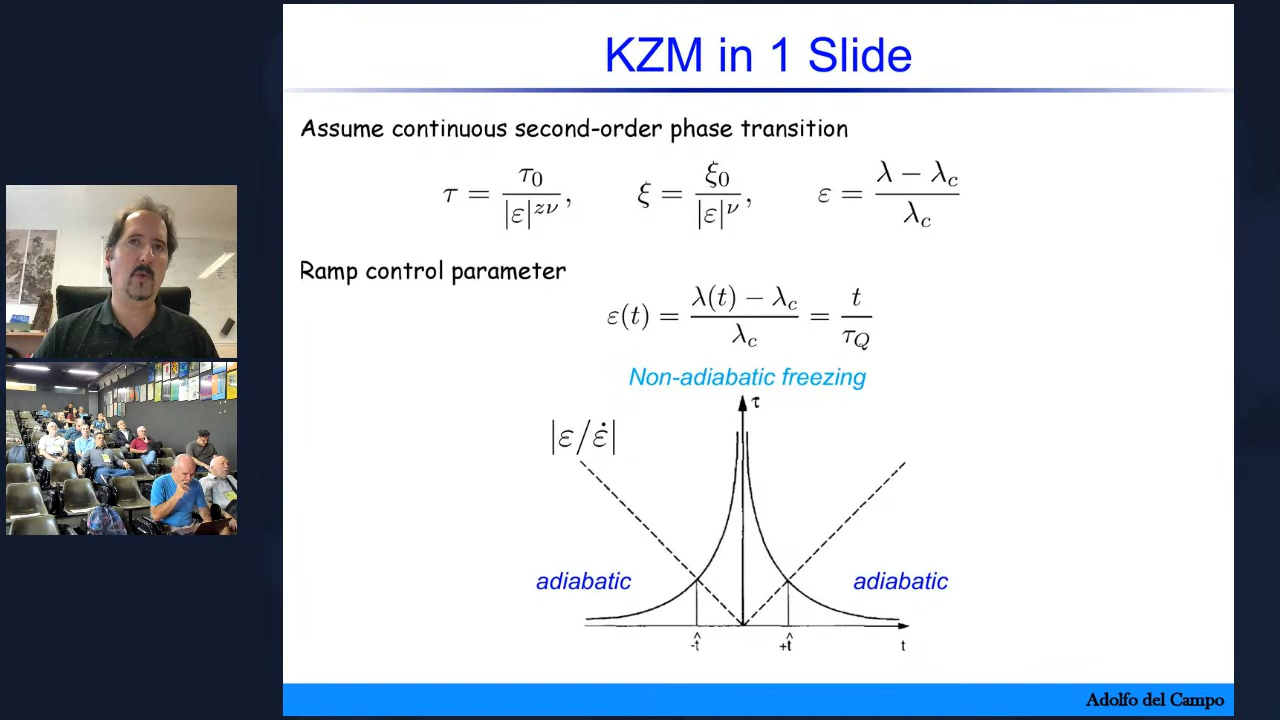 KZM in 1 Slide
Assume continuous second-order phase transition
τ = τ₀ / |ε|^{zν}, ξ = ξ₀ / |ε|^ν, ε = (λ − λ_c) / λ_c
Ramp control parameter
ε(t) = (λ(t) − λ_c) / λ_c = t / τ_Q
Non-adiabatic freezing
τ
|ε/ε̇|
adiabatic
adiabatic
-t̂
+t̂
t
Adolfo del Campo